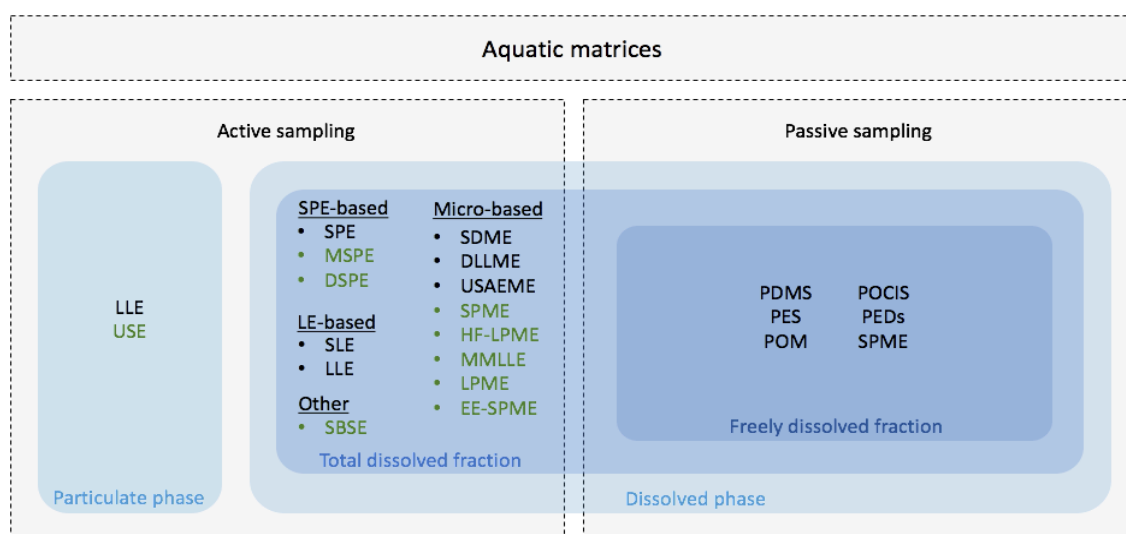 Aquatic matrices
Active sampling
LLE
USE
Particulate phase
SPE-based
• SPE
• MSPE
• DSPE
LE-based
• SLE
• LLE
Other
• SBSE
Micro-based
• SDME
• DLLME
• USAEME
• SPME
• HF-LPME
• MMLLE
• LPME
• EE-SPME
Total dissolved fraction
Passive sampling
PDMS POCIS
PES PEDs
POM SPME
Freely dissolved fraction
Dissolved phase